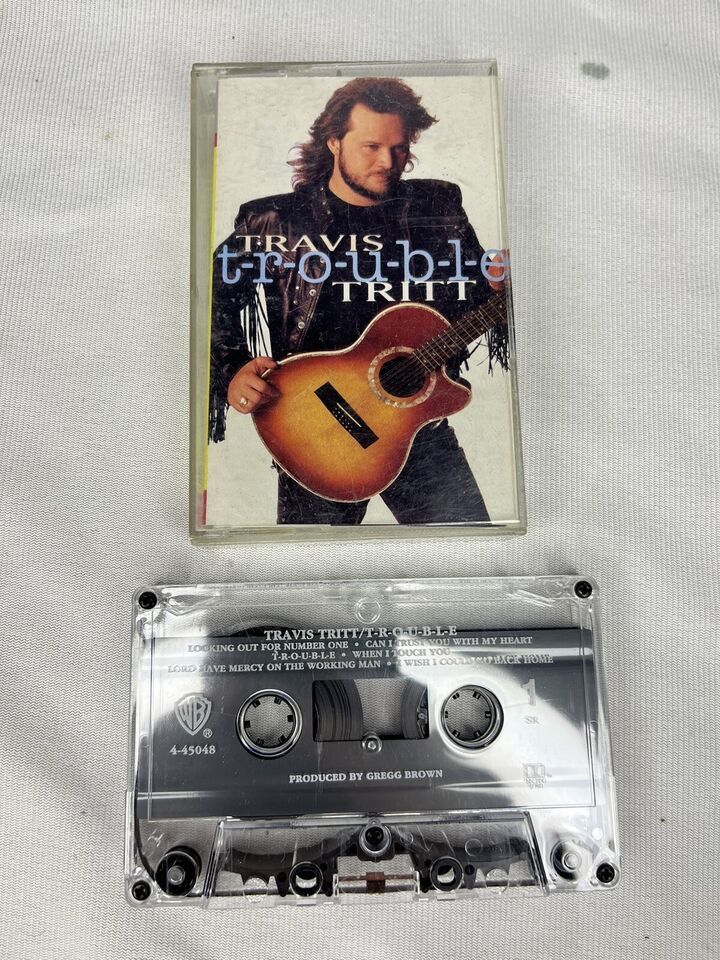 TRAVIS
t-r-o-u-b-l-e
TRITT
TRAVIS TRITT/T-R-O-U-B-L-E
LOOKING OUT FOR NUMBER ONE • CAN I TRUST YOU WITH MY HEART
T-R-O-U-B-L-E • WHEN I TOUCH YOU
LORD HAVE MERCY ON THE WORKING MAN • I WISH I COULD GO BACK HOME
WB ®
4-45048
1
SR
PRODUCED BY GREGG BROWN